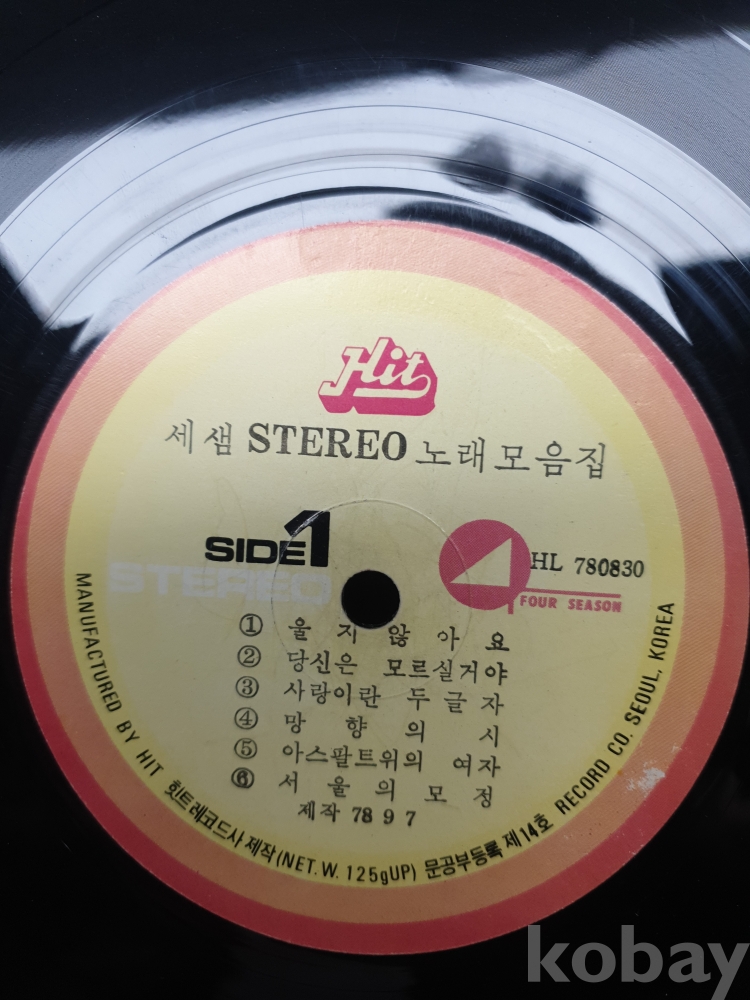 Hit
세샘 STEREO 노래모음집
SIDE 1
STEREO
4
HL 780830
FOUR SEASON
① 울지않아요
② 당신은 모르실거야
③ 사랑이란 두글자
④ 망향의시
⑤ 아스팔트위의 여자
⑥ 서울의모정
제작 78 9 7
MANUFACTURED BY HIT 힛트레코드사 제작 (NET. W. 125gUP) 문공부등록 제14호 RECORD CO. SEOUL, KOREA
kobay